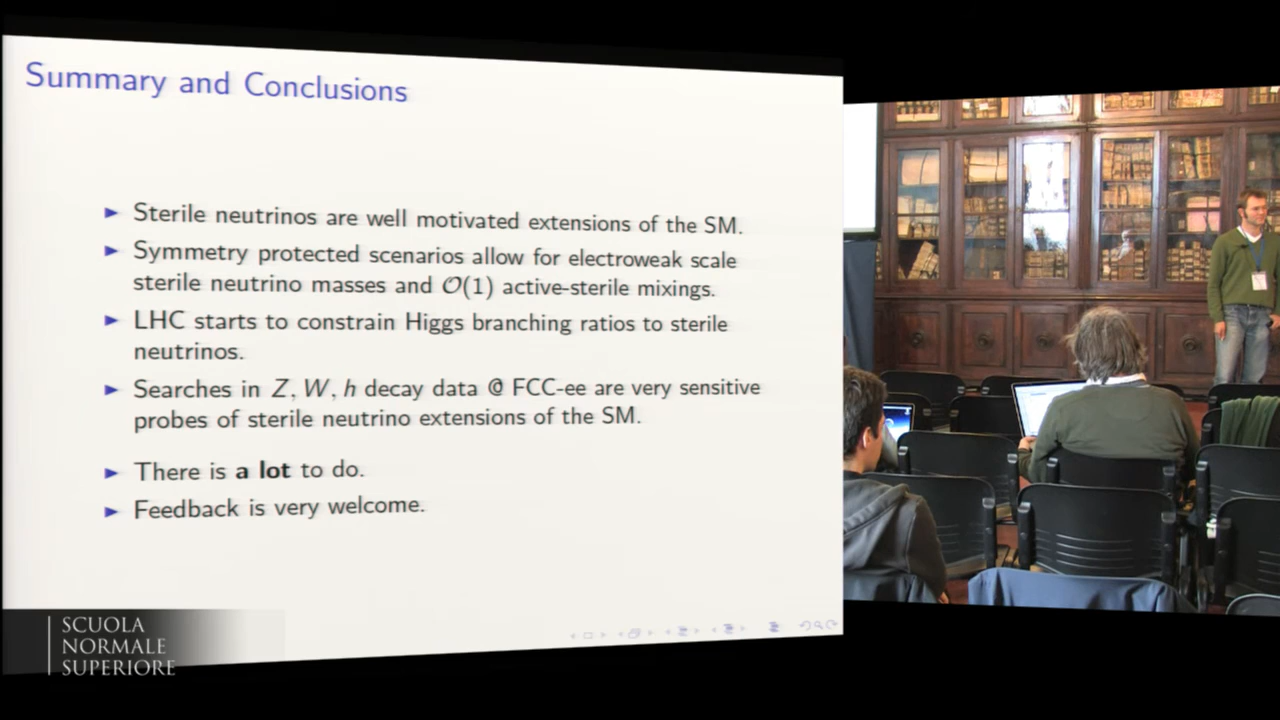 Summary and Conclusions
► Sterile neutrinos are well motivated extensions of the SM.
► Symmetry protected scenarios allow for electroweak scale
sterile neutrino masses and 𝒪(1) active-sterile mixings.
► LHC starts to constrain Higgs branching ratios to sterile
neutrinos.
► Searches in Z, W, h decay data @ FCC-ee are very sensitive
probes of sterile neutrino extensions of the SM.
► There is a lot to do.
► Feedback is very welcome.
SCUOLA
NORMALE
SUPERIORE